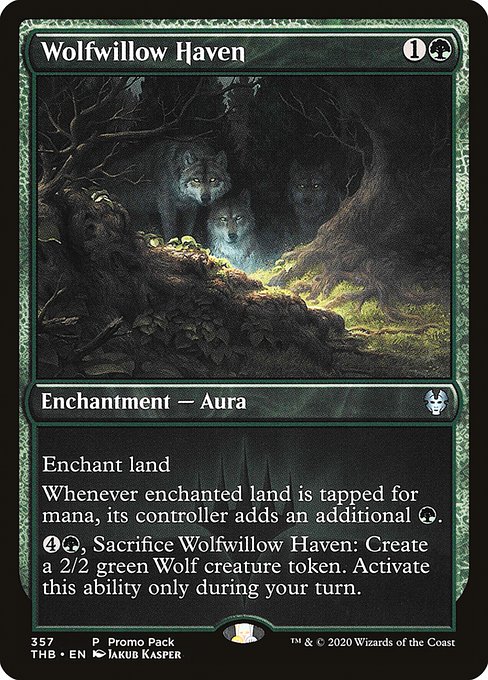 Wolfwillow Haven 1
Enchantment — Aura
Enchant land
Whenever enchanted land is tapped for
mana, its controller adds an additional .
4, Sacrifice Wolfwillow Haven: Create
a 2/2 green Wolf creature token. Activate
this ability only during your turn.
357 P Promo Pack ™ & © 2020 Wizards of the Coast
THB • EN Jakub Kasper